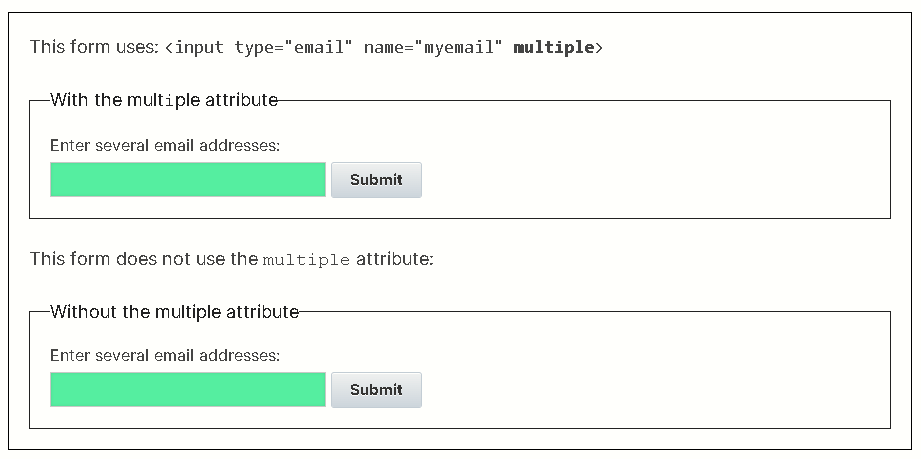 This form uses: <input type="email" name="myemail" multiple>
With the multiple attribute
Enter several email addresses:
Submit
This form does not use the multiple attribute:
Without the multiple attribute
Enter several email addresses:
Submit